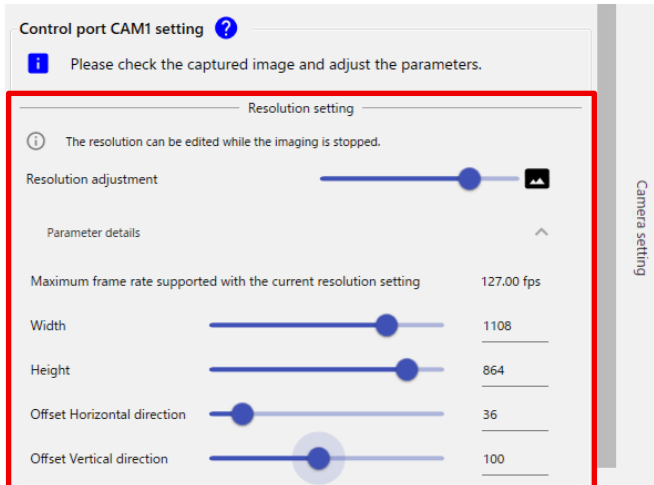 Control port CAM1 setting ?
i Please check the captured image and adjust the parameters.
Resolution setting
i The resolution can be edited while the imaging is stopped.
Resolution adjustment
Parameter details
Maximum frame rate supported with the current resolution setting 127.00 fps
Width 1108
Height 864
Offset Horizontal direction 36
Offset Vertical direction 100
Camera setting